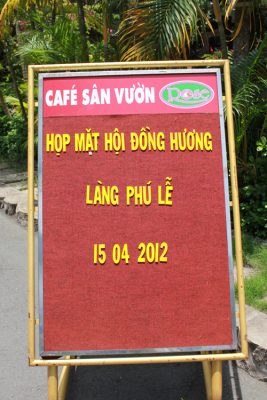 CAFÉ SÂN VƯỜN Rose
HỌP MẶT HỘI ĐỒNG HƯƠNG
LÀNG PHÚ LỄ
15 04 2012